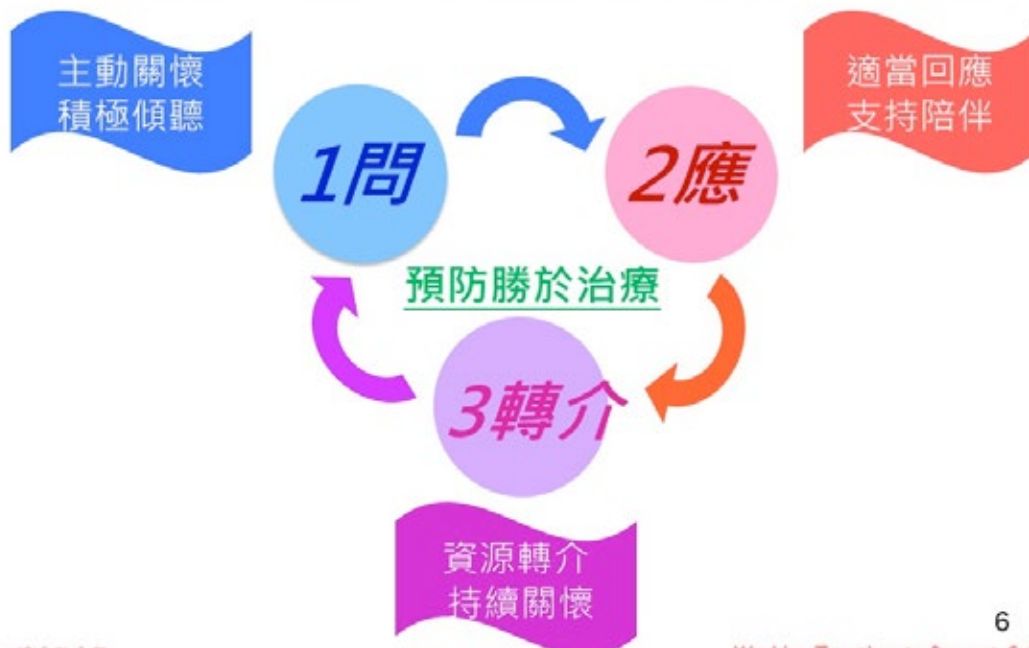 主動關懷
積極傾聽
適當回應
支持陪伴
1問
2應
預防勝於治療
3轉介
資源轉介
持續關懷
6